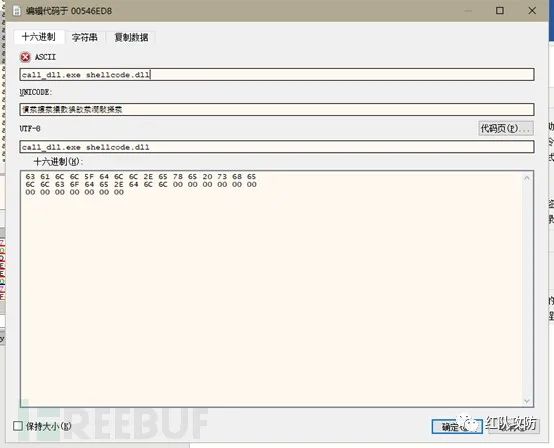 编辑代码于 00546ED8
十六进制
字符串
复制数据
ASCII
call_dll.exe shellcode.dll
UNICODE:
UTF-8
代码页(P)...
call_dll.exe shellcode.dll
十六进制(H):
63 61 6C 6C 5F 64 6C 6C 2E 65 78 65 20 73 68 65
6C 6C 63 6F 64 65 2E 64 6C 6C 00 00 00 00 00 00
00 00 00 00 00 00 00
保持大小(K)
确定
REEBUF
红队攻防